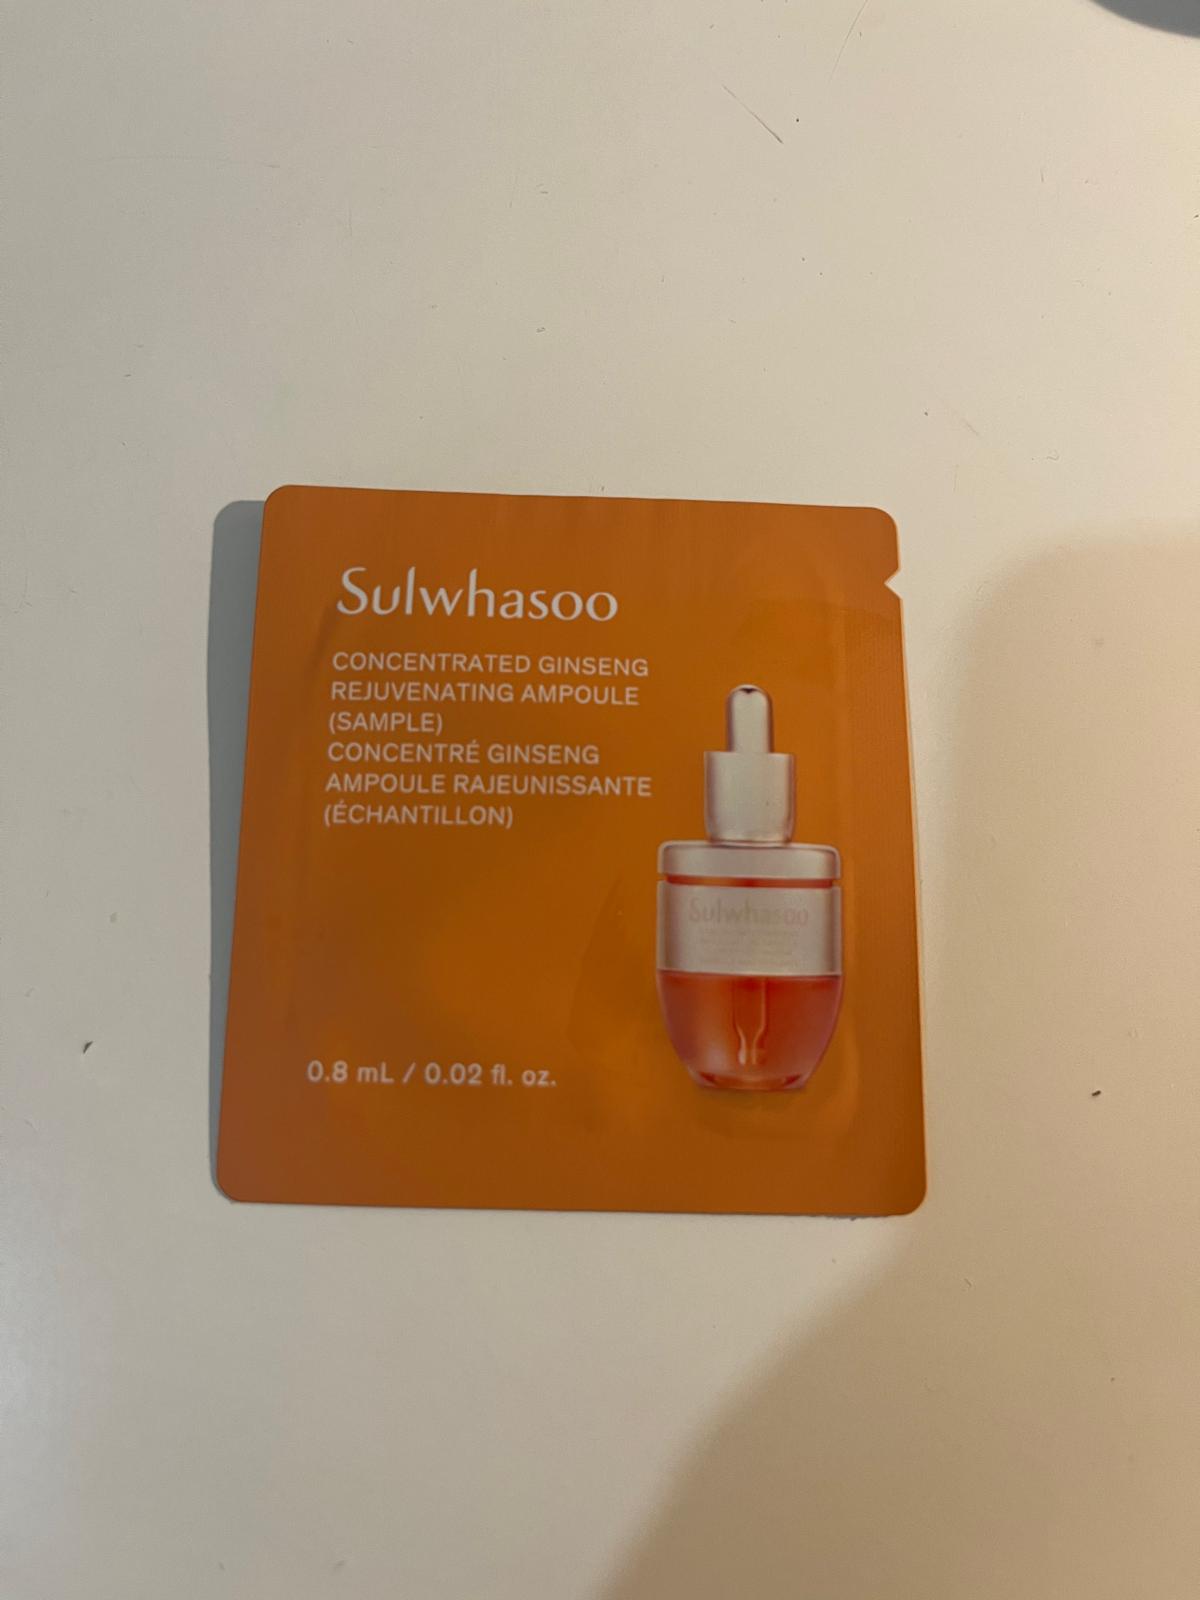 Sulwhasoo
CONCENTRATED GINSENG
REJUVENATING AMPOULE
(SAMPLE)
CONCENTRÉ GINSENG
AMPOULE RAJEUNISSANTE
(ÉCHANTILLON)
Sulwhasoo
0.8 mL / 0.02 fl. oz.